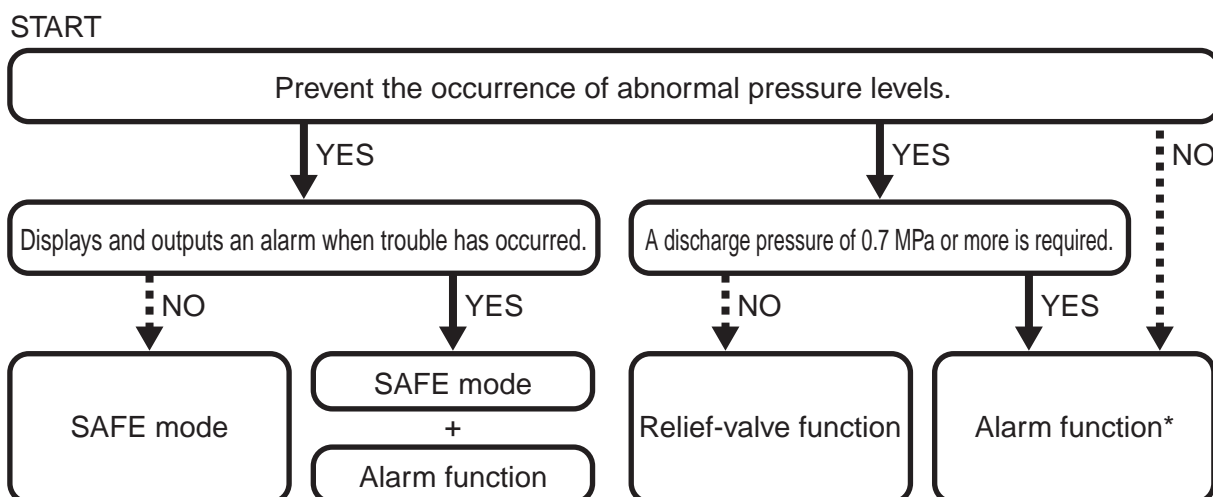 START
Prevent the occurrence of abnormal pressure levels.
YES
YES
NO
Displays and outputs an alarm when trouble has occurred.
A discharge pressure of 0.7 MPa or more is required.
NO
YES
NO
YES
SAFE mode
SAFE mode
+
Alarm function
Relief-valve function
Alarm function*